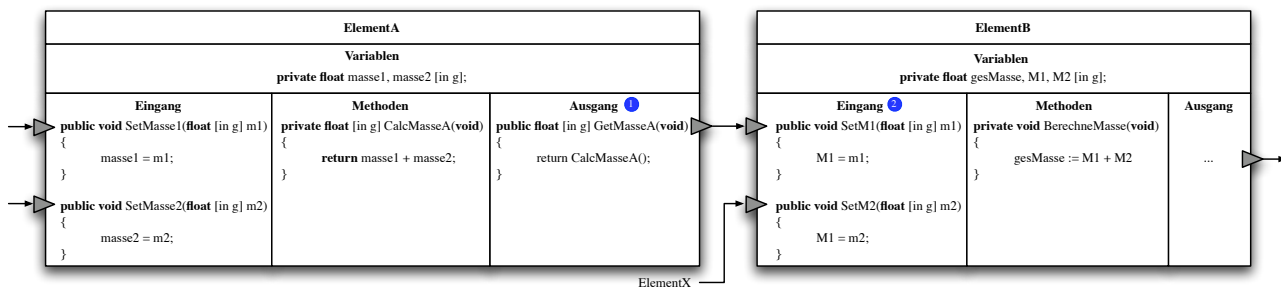 ElementA
Variablen
private float masse1, masse2 [in g];
Eingang
public void SetMasse1(float [in g] m1)
{
masse1 = m1;
}
public void SetMasse2(float [in g] m2)
{
masse2 = m2;
}
Methoden
private float [in g] CalcMasseA(void)
{
return masse1 + masse2;
}
Ausgang 1
public float [in g] GetMasseA(void)
{
return CalcMasseA();
}
ElementB
Variablen
private float gesMasse, M1, M2 [in g];
Eingang 2
public void SetM1(float [in g] m1)
{
M1 = m1;
}
public void SetM2(float [in g] m2)
{
M1 = m2;
}
Methoden
private void BerechneMasse(void)
{
gesMasse := M1 + M2
}
Ausgang
...
ElementX